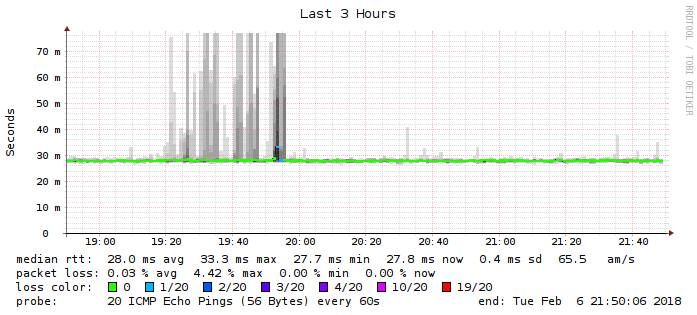 Last 3 Hours
RRDTOOL / TOBI OETIKER
Seconds
70 m
60 m
50 m
40 m
30 m
20 m
10 m
0
19:00 19:20 19:40 20:00 20:20 20:40 21:00 21:20 21:40
median rtt: 28.0 ms avg 33.3 ms max 27.7 ms min 27.8 ms now 0.4 ms sd 65.5 am/s
packet loss: 0.03 % avg 4.42 % max 0.00 % min 0.00 % now
loss color: 0 1/20 2/20 3/20 4/20 10/20 19/20
probe: 20 ICMP Echo Pings (56 Bytes) every 60s end: Tue Feb 6 21:50:06 2018